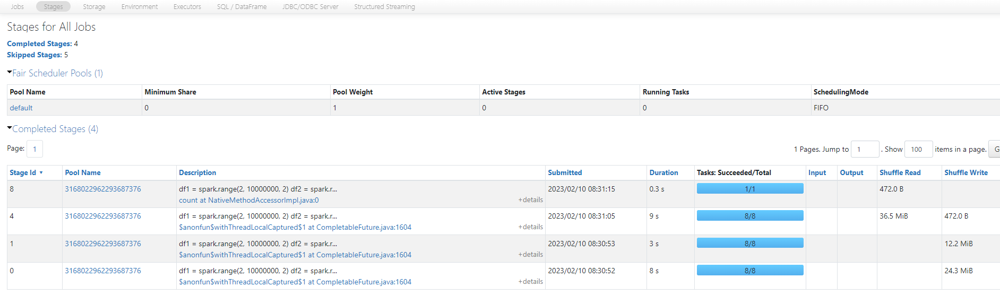 Jobs Stages Storage Environment Executors SQL / DataFrame JDBC/ODBC Server Structured Streaming
Stages for All Jobs
Completed Stages: 4
Skipped Stages: 5
Fair Scheduler Pools (1)
Pool Name Minimum Share Pool Weight Active Stages Running Tasks SchedulingMode
default 0 1 0 0 FIFO
Completed Stages (4)
Page: 1 1 Pages. Jump to 1 . Show 100 items in a page. G
Stage Id ▾ Pool Name Description Submitted Duration Tasks: Succeeded/Total Input Output Shuffle Read Shuffle Write
8 3168022962293687376 df1 = spark.range(2, 10000000, 2) df2 = spark.r... 2023/02/10 08:31:15 0.3 s 1/1 472.0 B
count at NativeMethodAccessorImpl.java:0 +details
4 3168022962293687376 df1 = spark.range(2, 10000000, 2) df2 = spark.r... 2023/02/10 08:31:05 9 s 8/8 36.5 MiB 472.0 B
$anonfun$withThreadLocalCaptured$1 at CompletableFuture.java:1604 +details
1 3168022962293687376 df1 = spark.range(2, 10000000, 2) df2 = spark.r... 2023/02/10 08:30:53 3 s 8/8 12.2 MiB
$anonfun$withThreadLocalCaptured$1 at CompletableFuture.java:1604 +details
0 3168022962293687376 df1 = spark.range(2, 10000000, 2) df2 = spark.r... 2023/02/10 08:30:52 8 s 8/8 24.3 MiB
$anonfun$withThreadLocalCaptured$1 at CompletableFuture.java:1604 +details